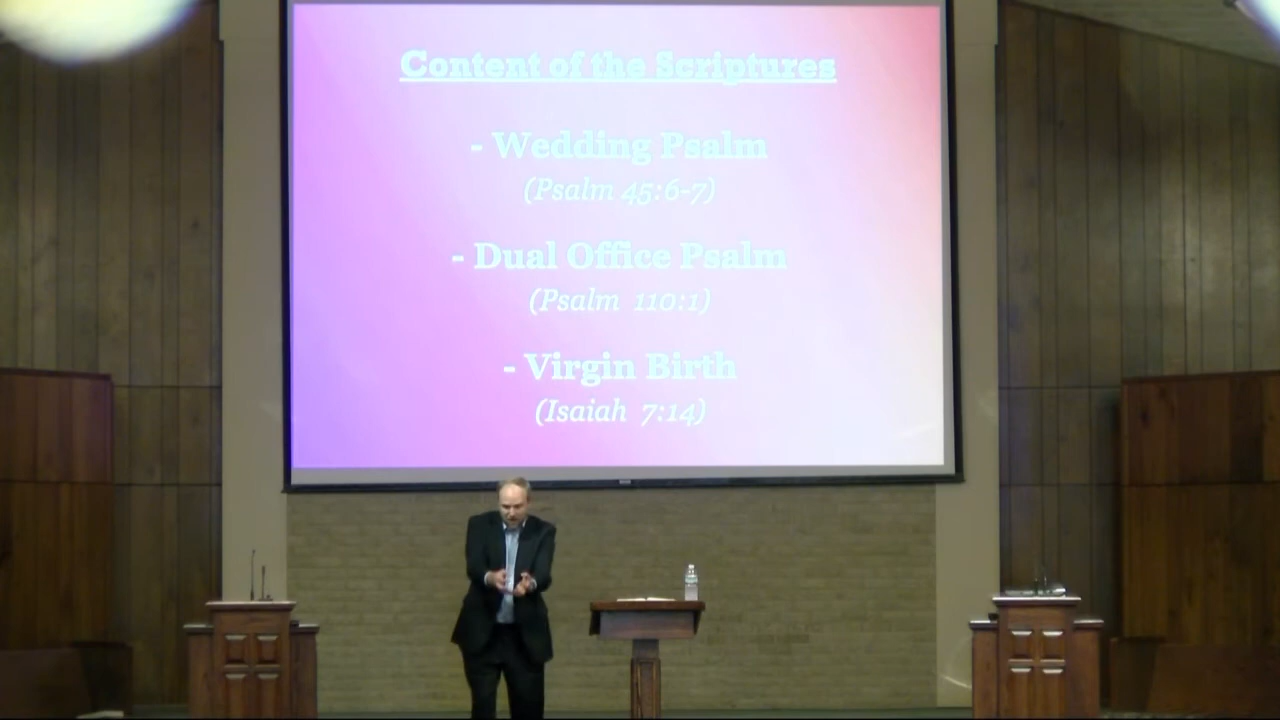 Content of the Scriptures
- Wedding Psalm
(Psalm 45:6-7)
- Dual Office Psalm
(Psalm 110:1)
- Virgin Birth
(Isaiah 7:14)